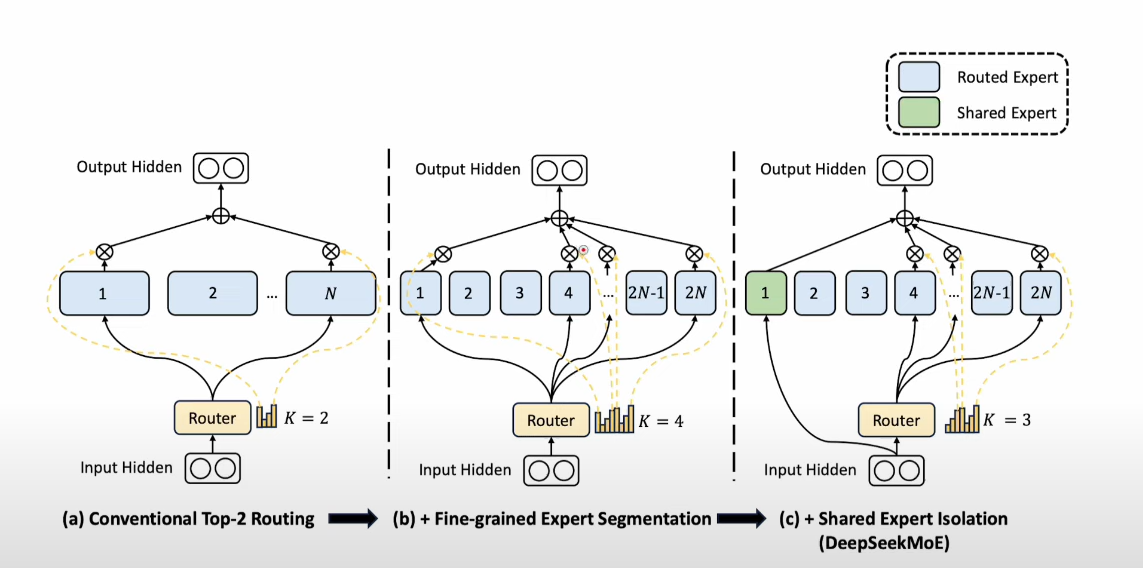 Routed Expert
Shared Expert
Output Hidden
1
2
...
N
Router
K = 2
Input Hidden
(a) Conventional Top-2 Routing
Output Hidden
1
2
3
4
...
2N-1
2N
Router
K = 4
Input Hidden
(b) + Fine-grained Expert Segmentation
Output Hidden
1
2
3
4
...
2N-1
2N
Router
K = 3
Input Hidden
(c) + Shared Expert Isolation
(DeepSeekMoE)